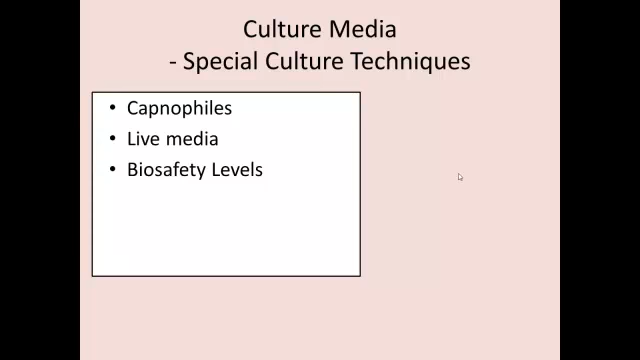 Culture Media
- Special Culture Techniques
• Capnophiles
• Live media
• Biosafety Levels